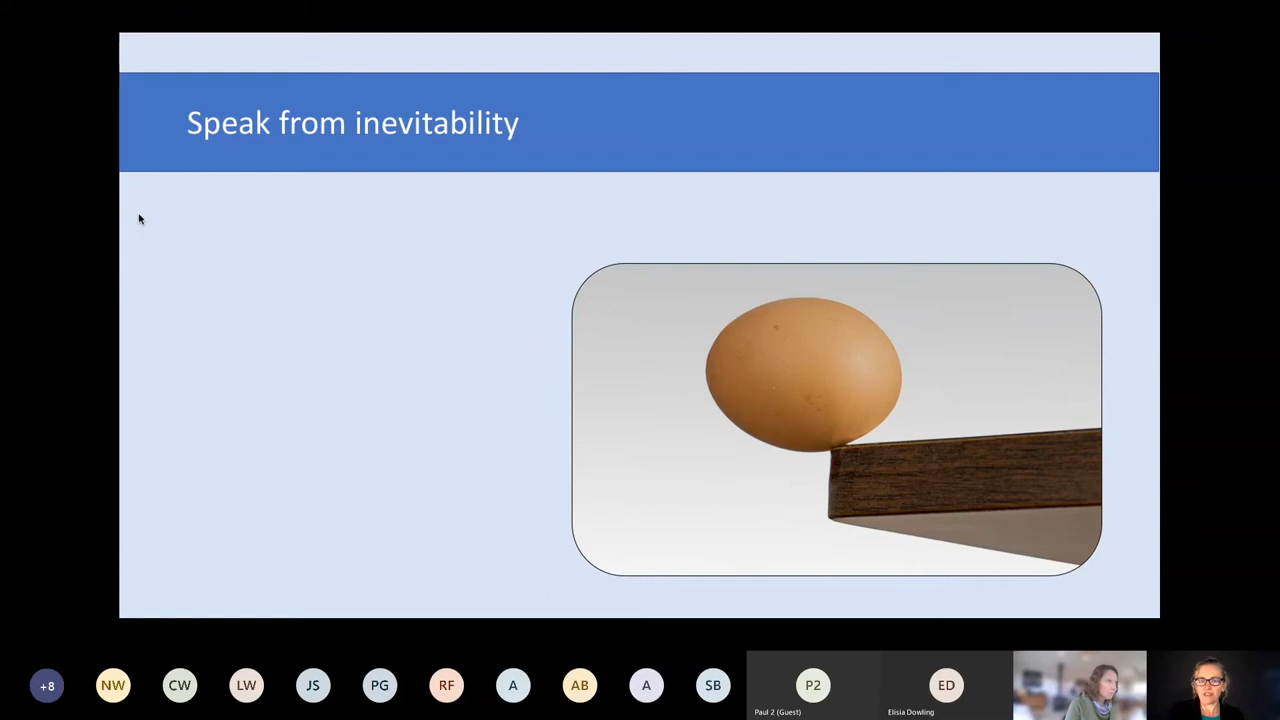 Speak from inevitability
+8
NW
CW
LW
JS
PG
RF
A
AB
A
SB
P2
ED
Paul 2 (Guest)
Elisia Dowling